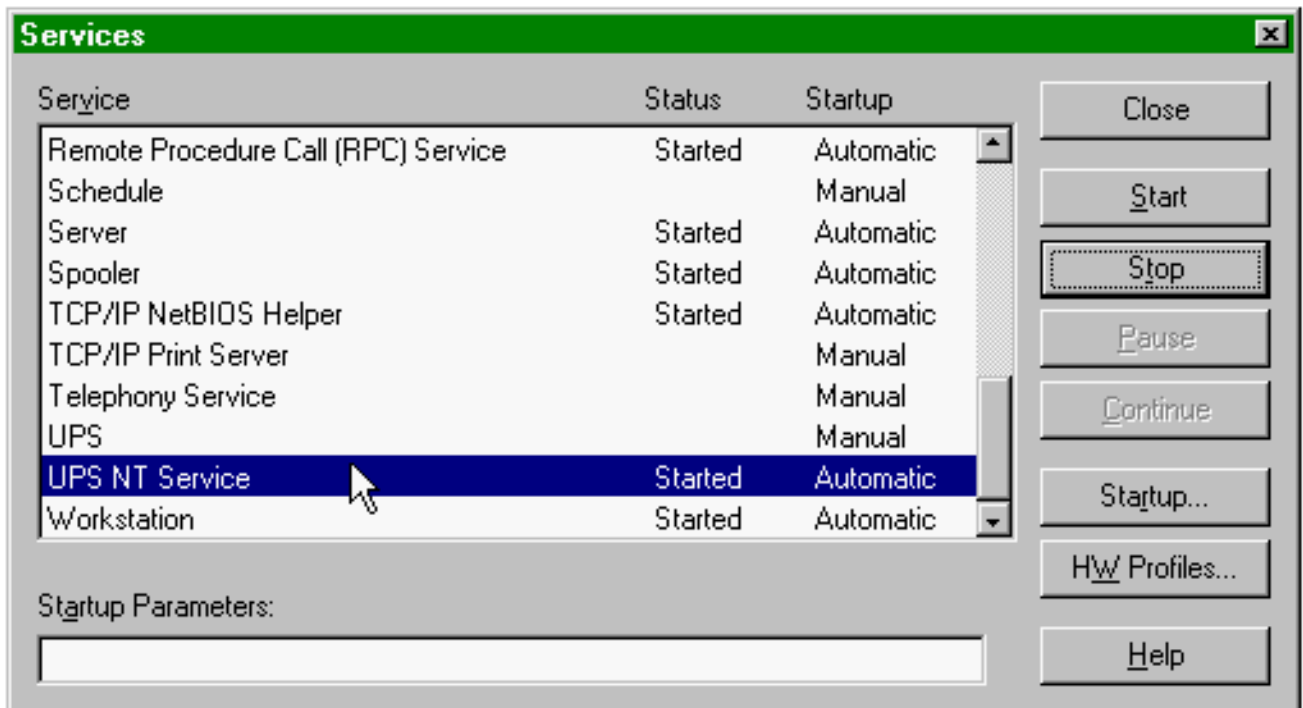 Services
Service Status Startup
Remote Procedure Call (RPC) Service Started Automatic
Schedule Manual
Server Started Automatic
Spooler Started Automatic
TCP/IP NetBIOS Helper Started Automatic
TCP/IP Print Server Manual
Telephony Service Manual
UPS Manual
UPS NT Service Started Automatic
Workstation Started Automatic
Startup Parameters:
Close
Start
Stop
Pause
Continue
Startup...
HW Profiles...
Help